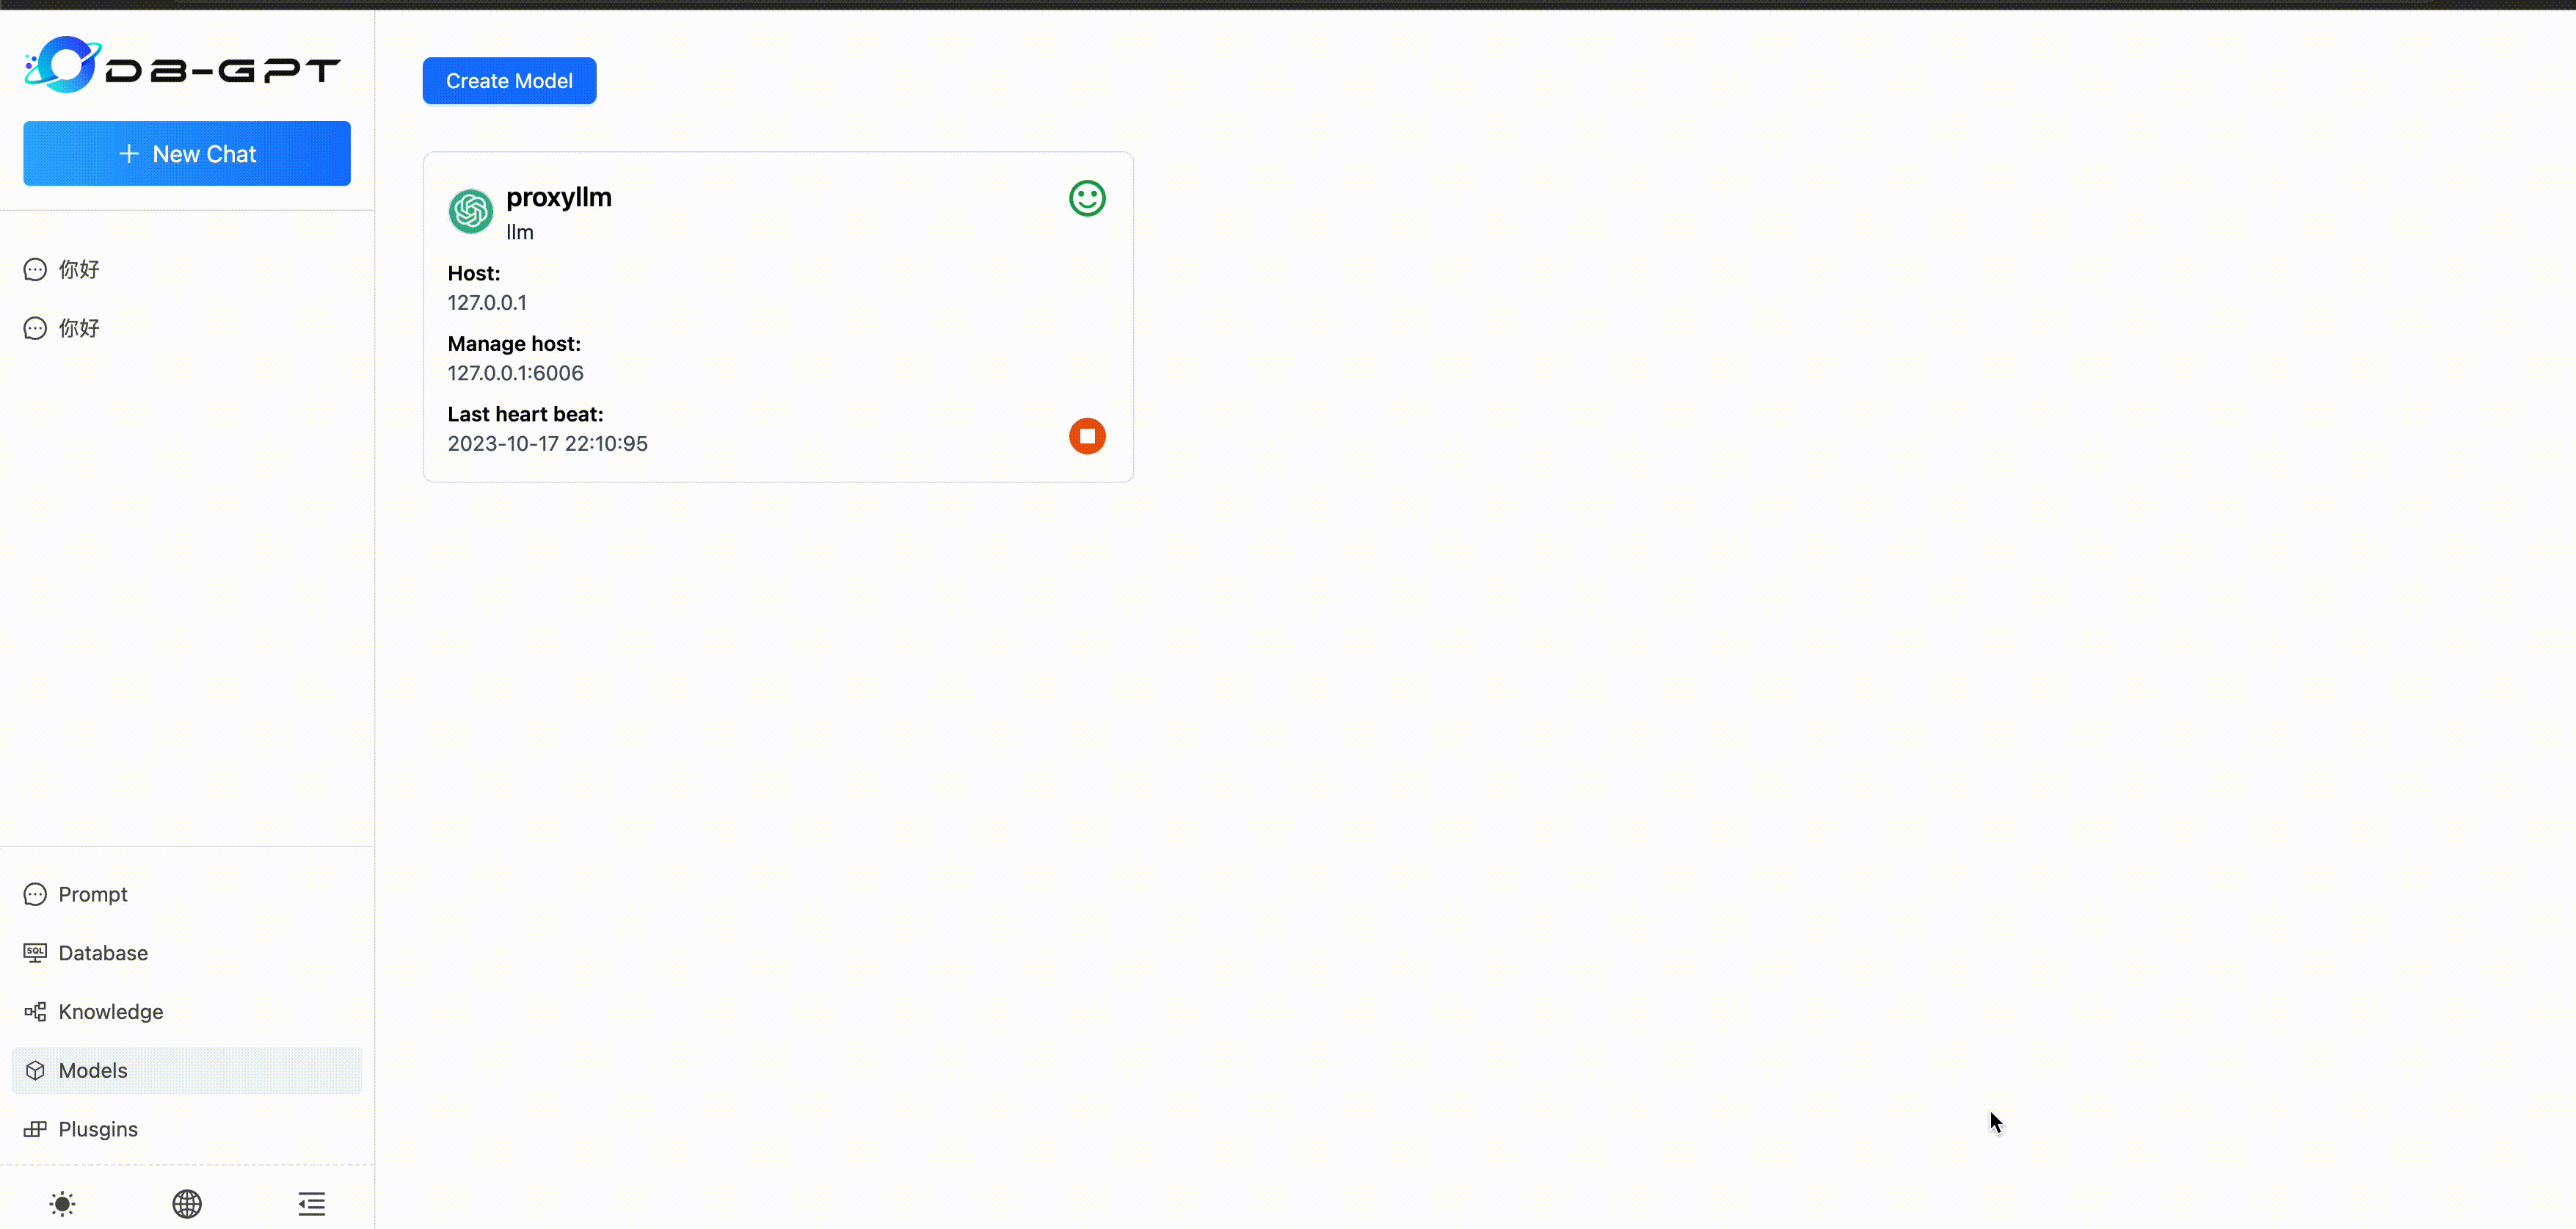 DB-GPT
New Chat
你好
你好
Prompt
SQL
Database
Knowledge
Models
Plusgins
Create Model
proxyllm
llm
Host:
127.0.0.1
Manage host:
127.0.0.1:6006
Last heart beat:
2023-10-17 22:10:95